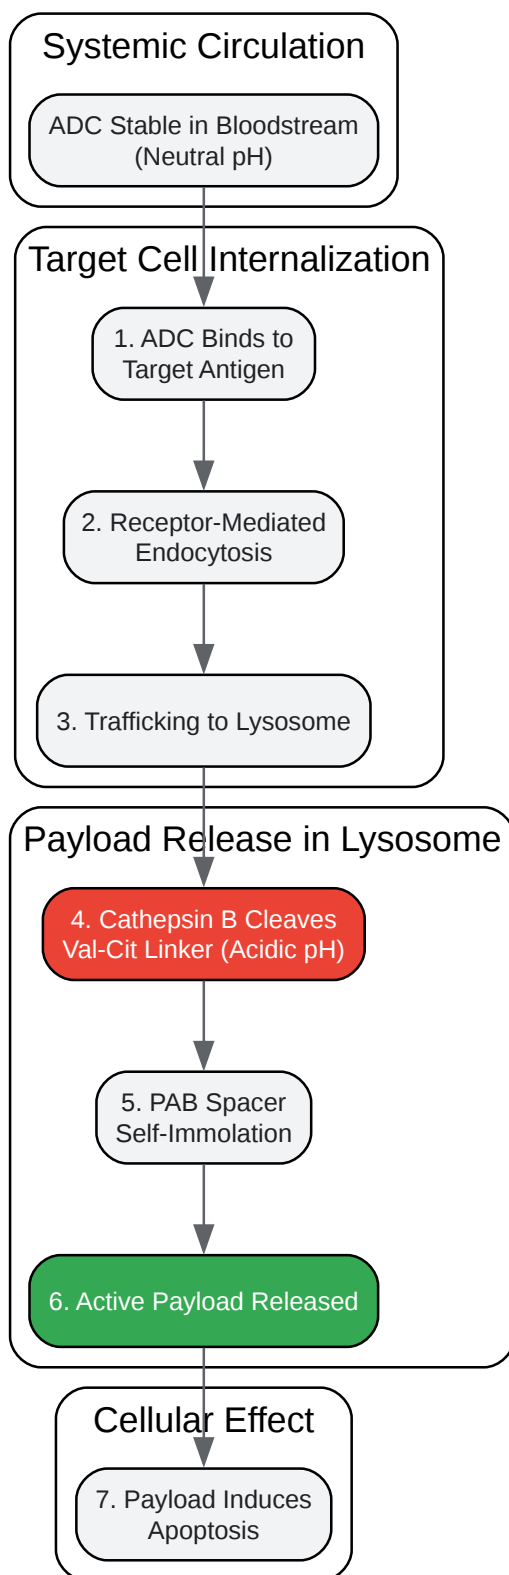 Systemic Circulation
ADC Stable in Bloodstream
(Neutral pH)
Target Cell Internalization
1. ADC Binds to
Target Antigen
2. Receptor-Mediated
Endocytosis
3. Trafficking to Lysosome
Payload Release in Lysosome
4. Cathepsin B Cleaves
Val-Cit Linker (Acidic pH)
5. PAB Spacer
Self-Immolation
6. Active Payload Released
Cellular Effect
7. Payload Induces
Apoptosis